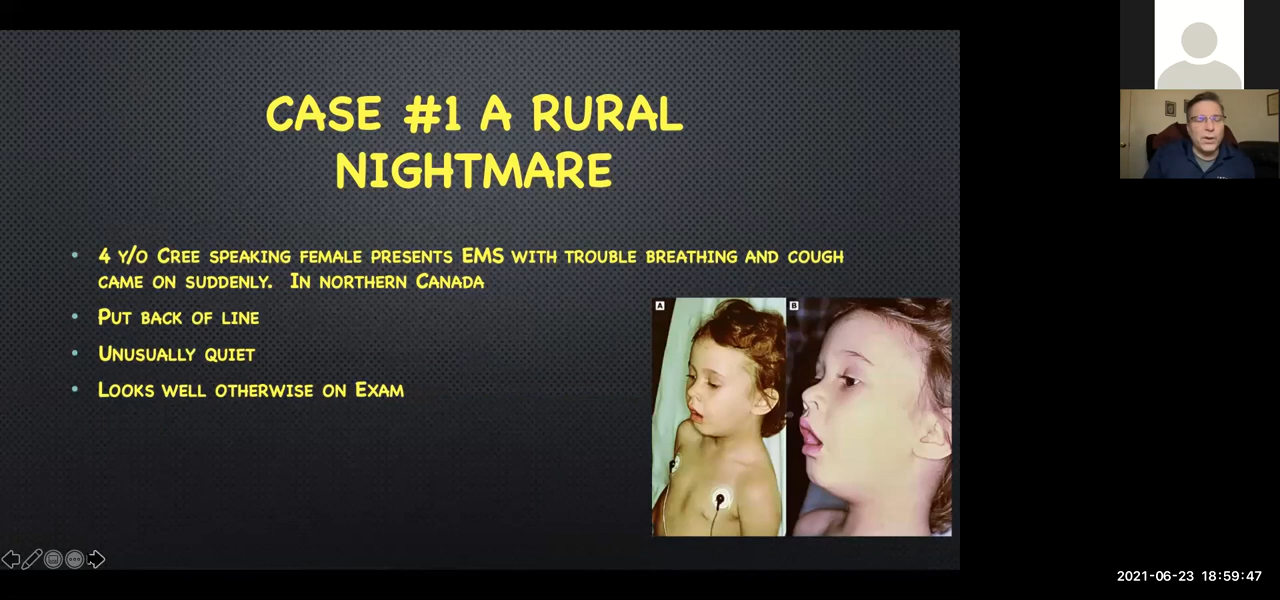 CASE #1 A RURAL
NIGHTMARE
4 Y/O CREE SPEAKING FEMALE PRESENTS EMS WITH TROUBLE BREATHING AND COUGH
CAME ON SUDDENLY. IN NORTHERN CANADA
PUT BACK OF LINE
UNUSUALLY QUIET
LOOKS WELL OTHERWISE ON EXAM
A
B
2021-06-23 18:59:47